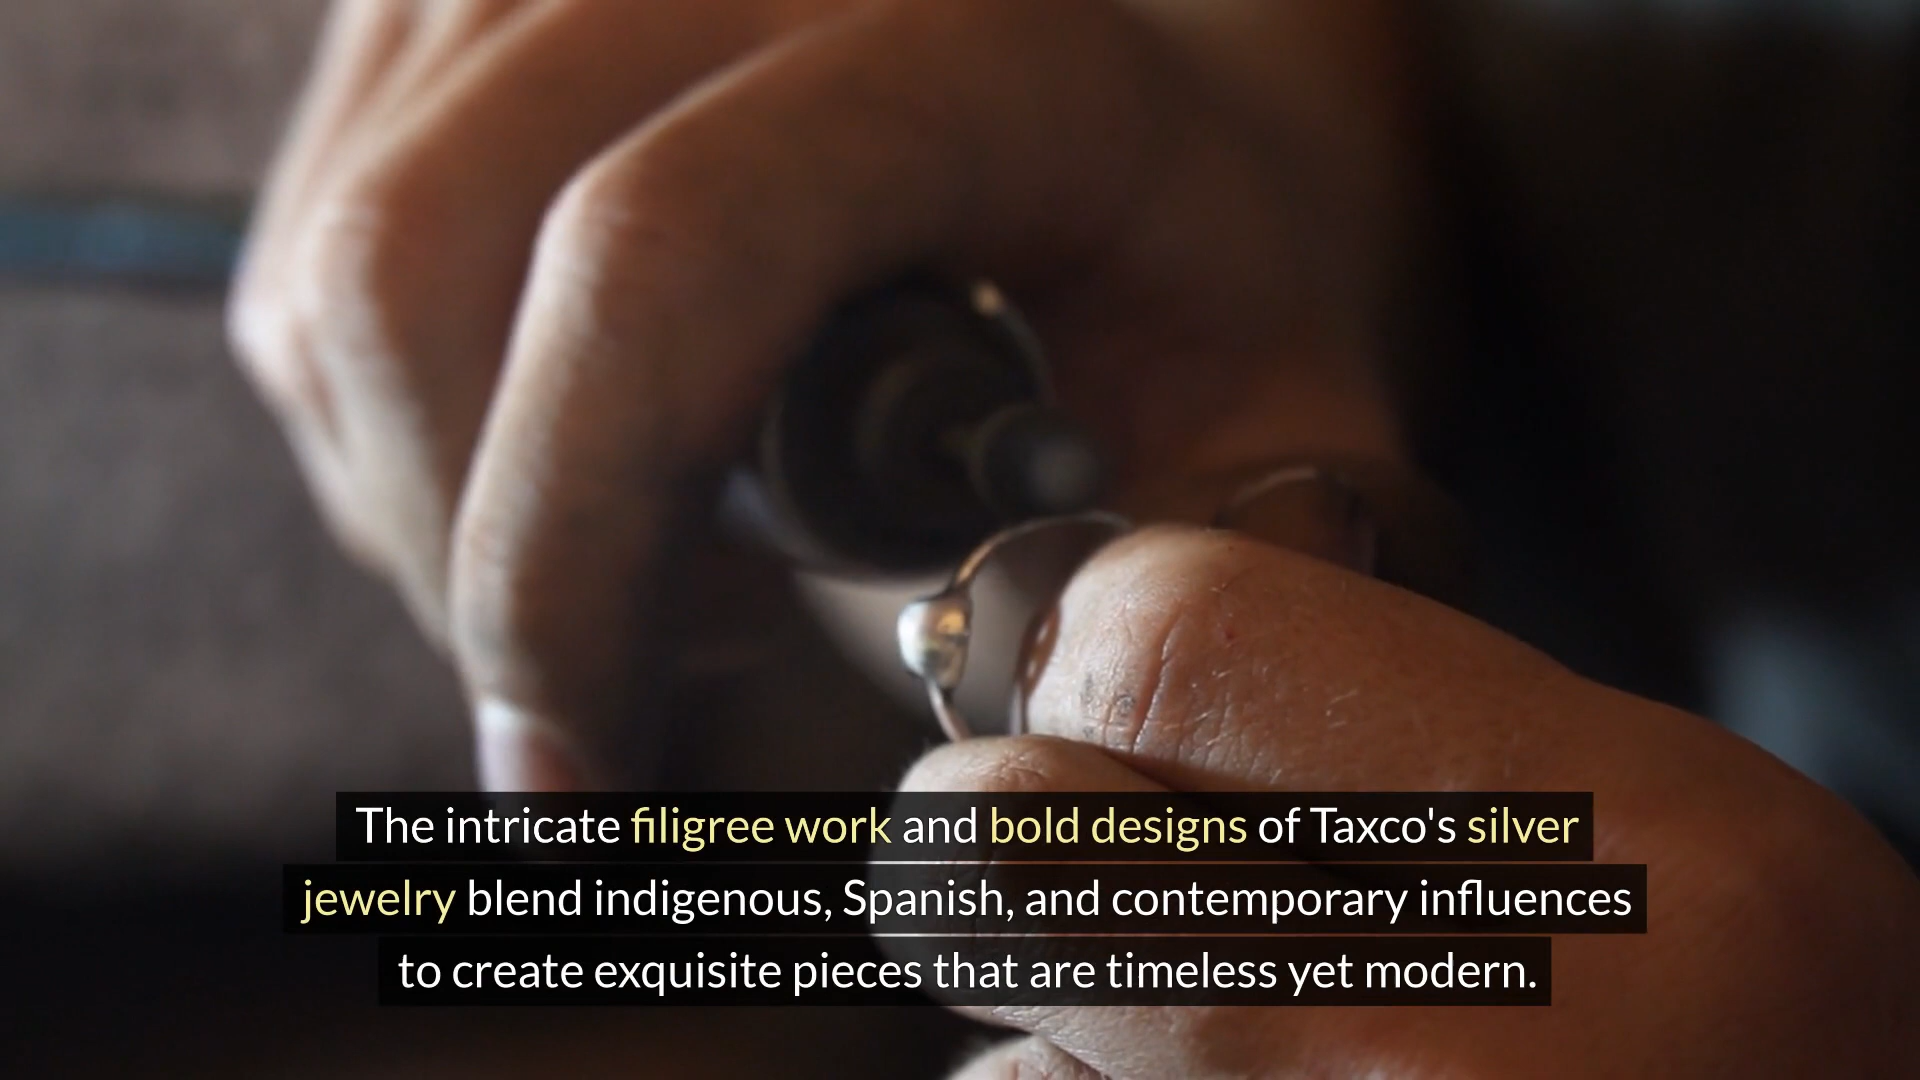 The intricate filigree work and bold designs of Taxco's silver
jewelry blend indigenous, Spanish, and contemporary influences
to create exquisite pieces that are timeless yet modern.